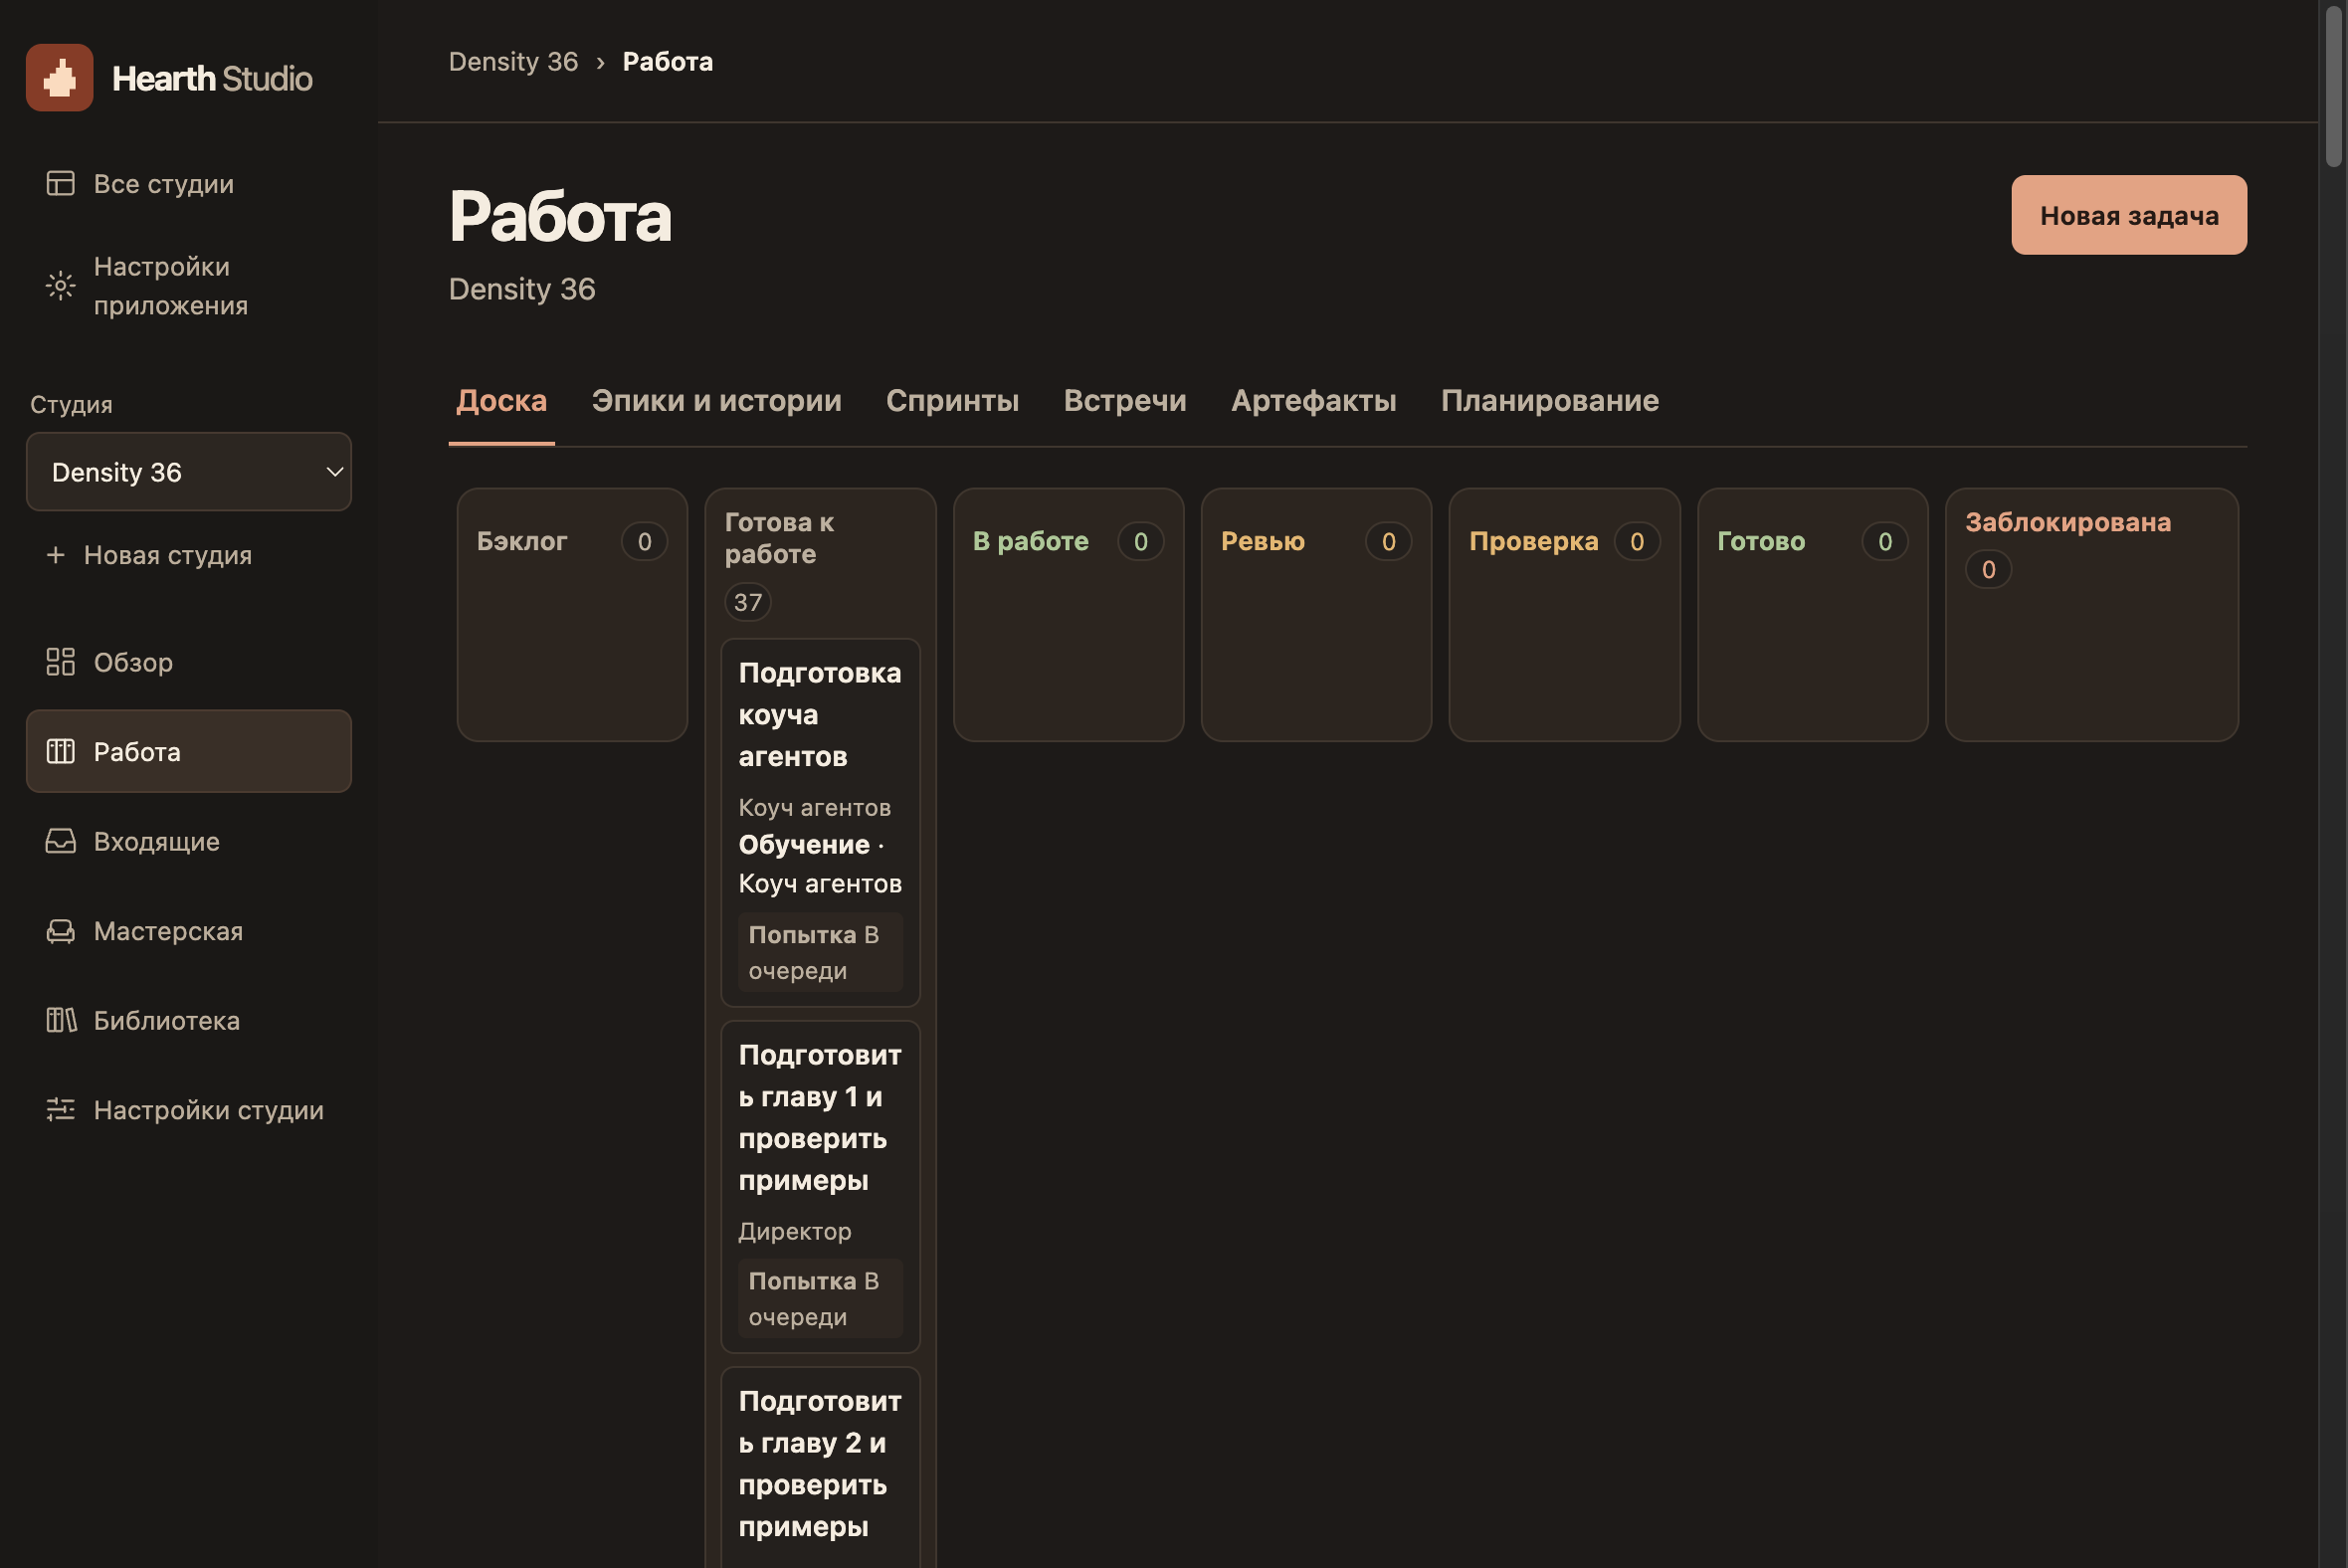 Hearth Studio
Все студии
Настройки
приложения
Студия
Density 36
+ Новая студия
Обзор
Работа
Входящие
Мастерская
Библиотека
Настройки студии
Density 36 › Работа
Работа
Density 36
Новая задача
Доска Эпики и истории Спринты Встречи Артефакты Планирование
Бэклог 0
Готова к
работе
37
В работе 0
Ревью 0
Проверка 0
Готово 0
Заблокирована
0
Подготовка
коуча
агентов
Коуч агентов
Обучение ·
Коуч агентов
Попытка В
очереди
Подготовит
ь главу 1 и
проверить
примеры
Директор
Попытка В
очереди
Подготовит
ь главу 2 и
проверить
примеры